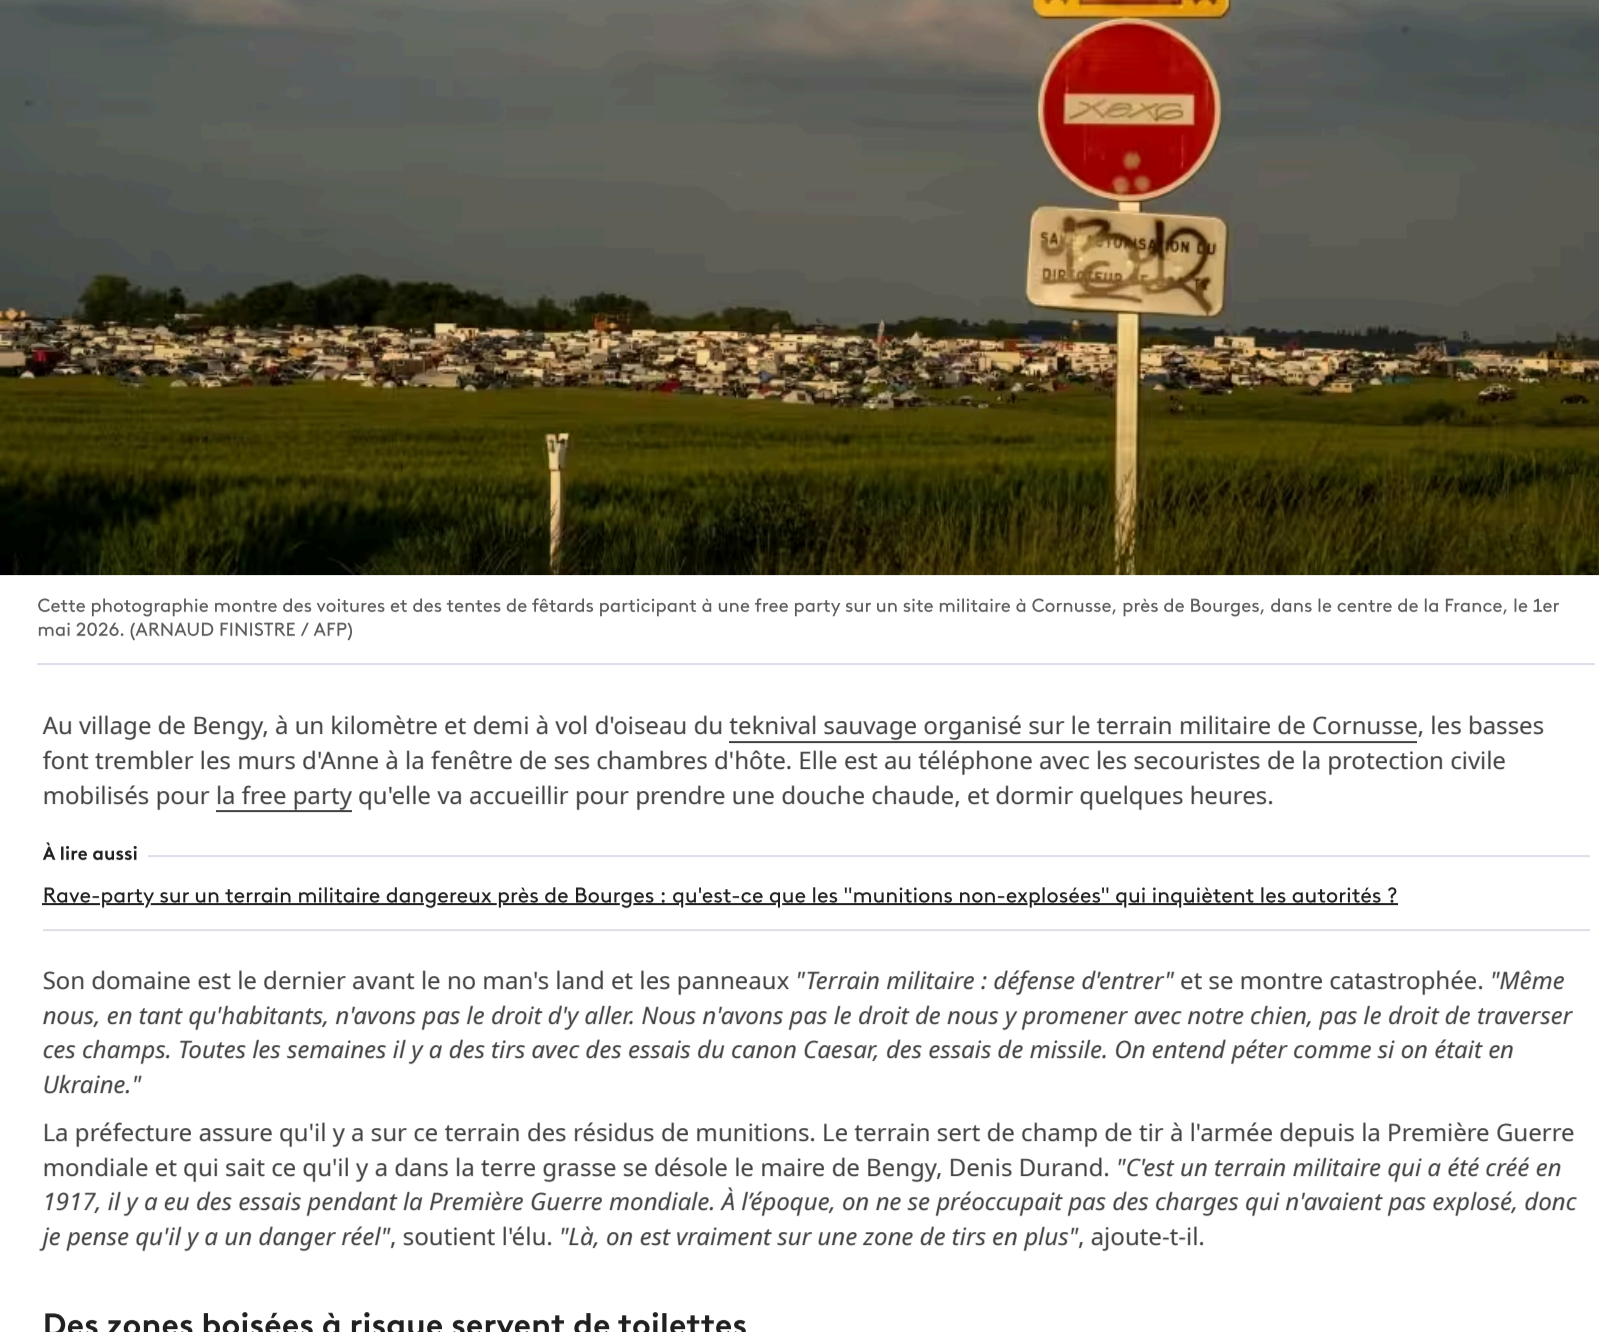 SA
ION DU
Cette photographie montre des voitures et des tentes de fêtards participant à une free party sur un site militaire à Cornusse, près de Bourges, dans le centre de la France, le 1er
mai 2026. (ARNAUD FINISTRE / AFP)
Au village de Bengy, à un kilomètre et demi à vol d'oiseau du teknival sauvage organisé sur le terrain militaire de Cornusse, les basses
font trembler les murs d'Anne à la fenêtre de ses chambres d'hôte. Elle est au téléphone avec les secouristes de la protection civile
mobilisés pour la free party qu'elle va accueillir pour prendre une douche chaude, et dormir quelques heures.
À lire aussi
Rave-party sur un terrain militaire dangereux près de Bourges : qu'est-ce que les "munitions non-explosées" qui inquiètent les autorités ?
Son domaine est le dernier avant le no man's land et les panneaux "Terrain militaire : défense d'entrer" et se montre catastrophée. "Même
nous, en tant qu'habitants, n'avons pas le droit d'y aller. Nous n'avons pas le droit de nous y promener avec notre chien, pas le droit de traverser
ces champs. Toutes les semaines il y a des tirs avec des essais du canon Caesar, des essais de missile. On entend péter comme si on était en
Ukraine."
La préfecture assure qu'il y a sur ce terrain des résidus de munitions. Le terrain sert de champ de tir à l'armée depuis la Première Guerre
mondiale et qui sait ce qu'il y a dans la terre grasse se désole le maire de Bengy, Denis Durand. "C'est un terrain militaire qui a été créé en
1917, il y a eu des essais pendant la Première Guerre mondiale. À l'époque, on ne se préoccupait pas des charges qui n'avaient pas explosé, donc
je pense qu'il y a un danger réel", soutient l'élu. "Là, on est vraiment sur une zone de tirs en plus", ajoute-t-il.
Des zones boisées à risque servent de toilettes